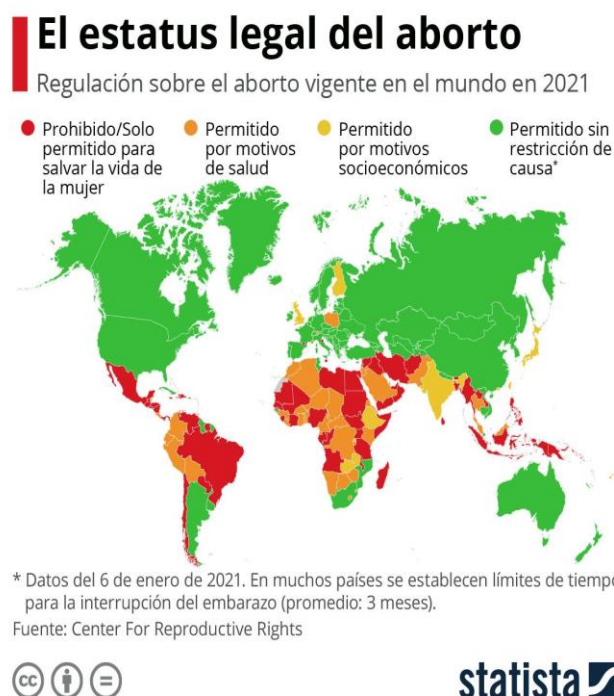 El estatus legal del aborto
Regulación sobre el aborto vigente en el mundo en 2021
Prohibido/Solo
permitido para
salvar la vida de
la mujer
Permitido
por motivos
de salud
Permitido
por motivos
socioeconómicos
Permitido sin
restricción de
causa*
* Datos del 6 de enero de 2021. En muchos países se establecen límites de tiempo
para la interrupción del embarazo (promedio: 3 meses).
Fuente: Center For Reproductive Rights
cc
statista